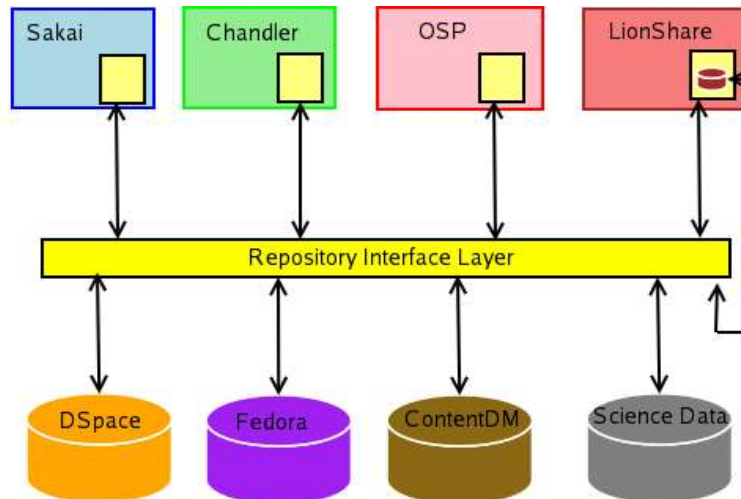 Sakai
Chandler
OSP
LionShare
Repository Interface Layer
DSpace
Fedora
ContentDM
Science Data